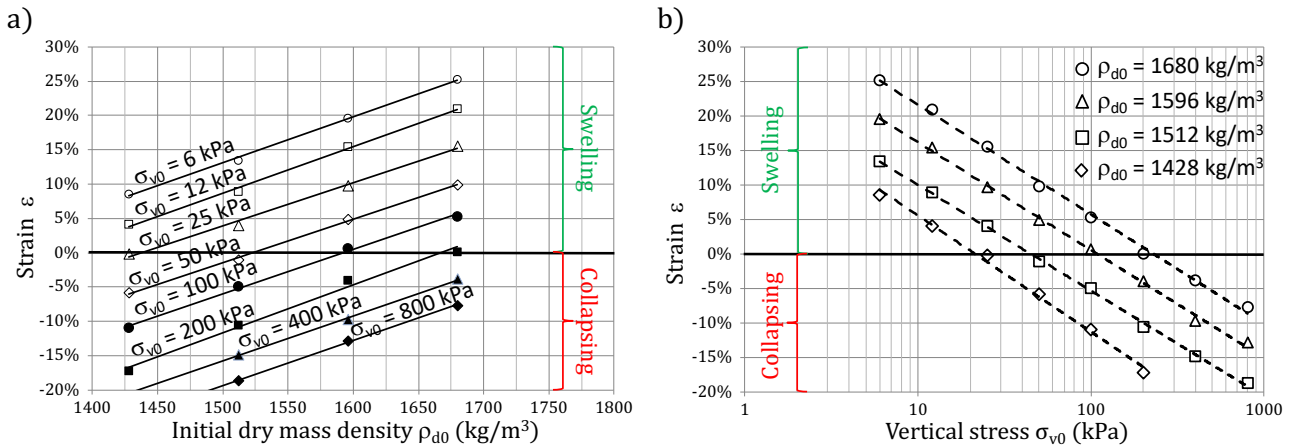 a)
30%
25%
20%
15%
10%
5%
0%
-5%
-10%
-15%
-20%
Strain ε
σv0 = 6 kPa
σv0 = 12 kPa
σv0 = 25 kPa
σv0 = 50 kPa
σv0 = 100 kPa
σv0 = 200 kPa
σv0 = 400 kPa
σv0 = 800 kPa
Swelling
Collapsing
1400 1450 1500 1550 1600 1650 1700 1750 1800
Initial dry mass density ρd0 (kg/m³)
b)
30%
25%
20%
15%
10%
5%
0%
-5%
-10%
-15%
-20%
Strain ε
Swelling
Collapsing
ρd0 = 1680 kg/m³
ρd0 = 1596 kg/m³
ρd0 = 1512 kg/m³
ρd0 = 1428 kg/m³
1 10 100 1000
Vertical stress σv0 (kPa)